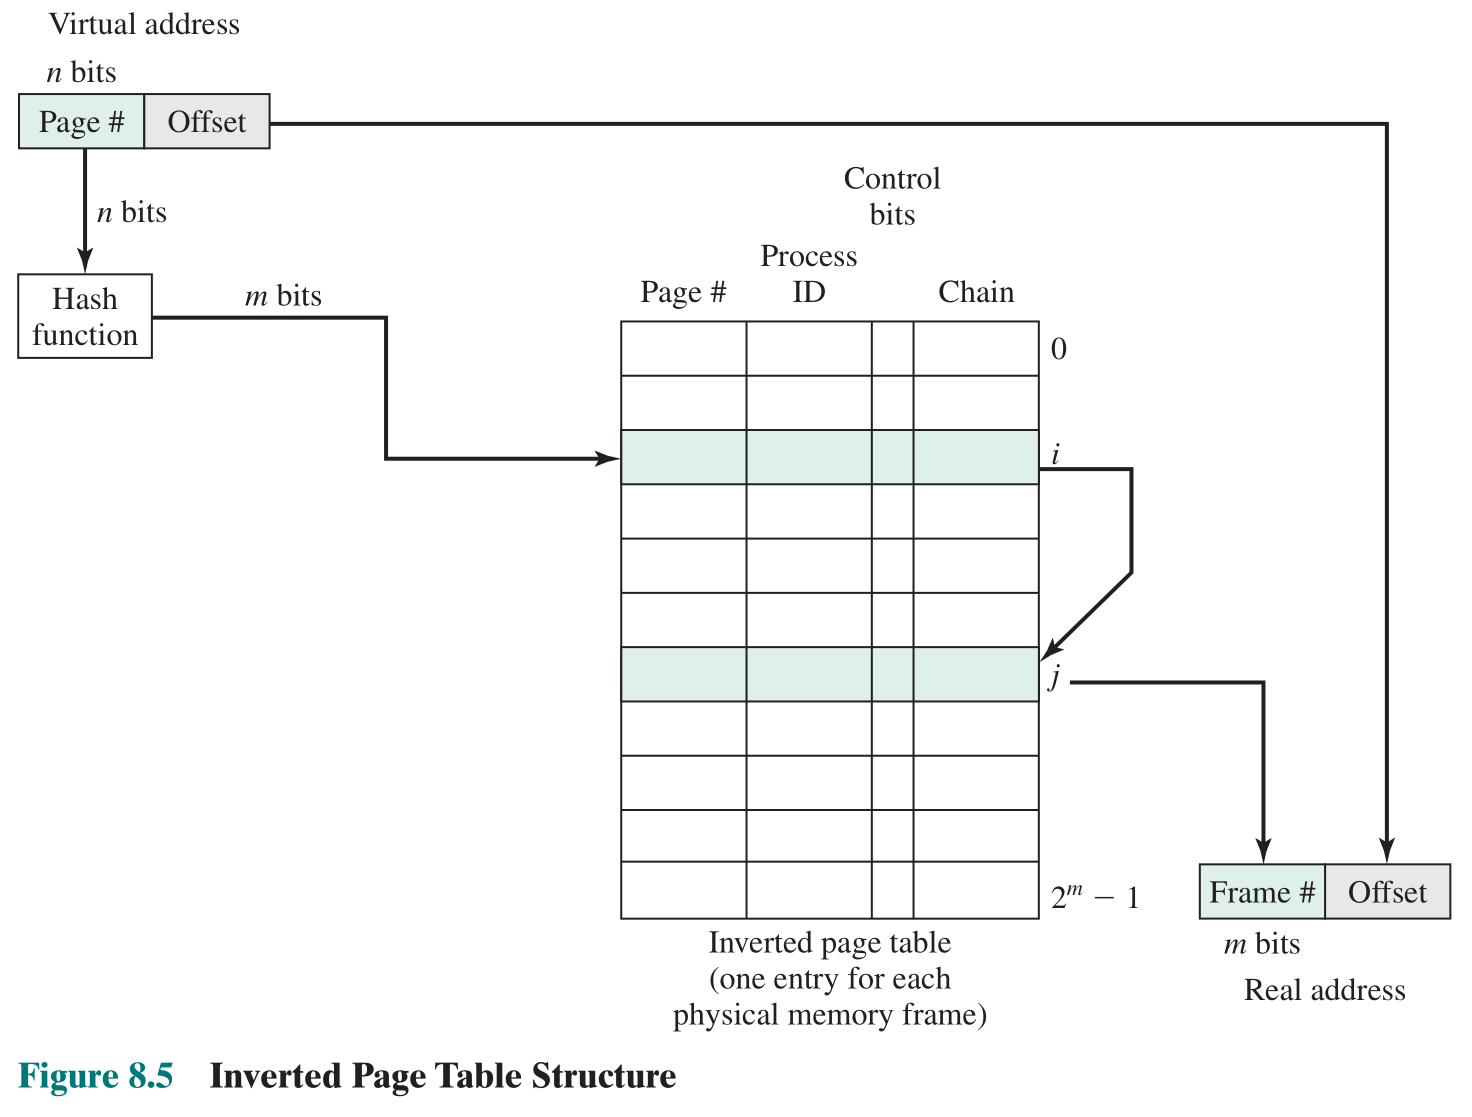 Virtual address
n bits
Page # Offset
n bits
Hash
function
m bits
Control
bits
Process
ID
Page #
Chain
0
i
j
2^m − 1
Frame # Offset
m bits
Real address
Inverted page table
(one entry for each
physical memory frame)
Figure 8.5 Inverted Page Table Structure